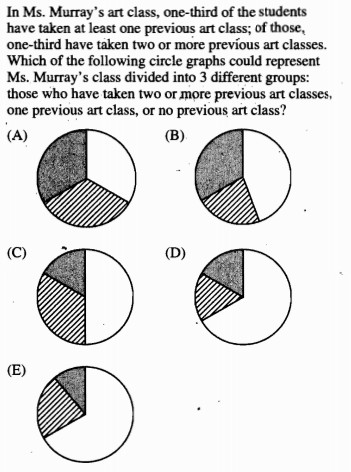 In Ms. Murray's art class, one-third of the students
have taken at least one previous art class; of those,
one-third have taken two or more previous art classes.
Which of the following circle graphs could represent
Ms. Murray's class divided into 3 different groups:
those who have taken two or more previous art classes,
one previous art class, or no previous art class?
(A) (B)
(C) (D)
(E)